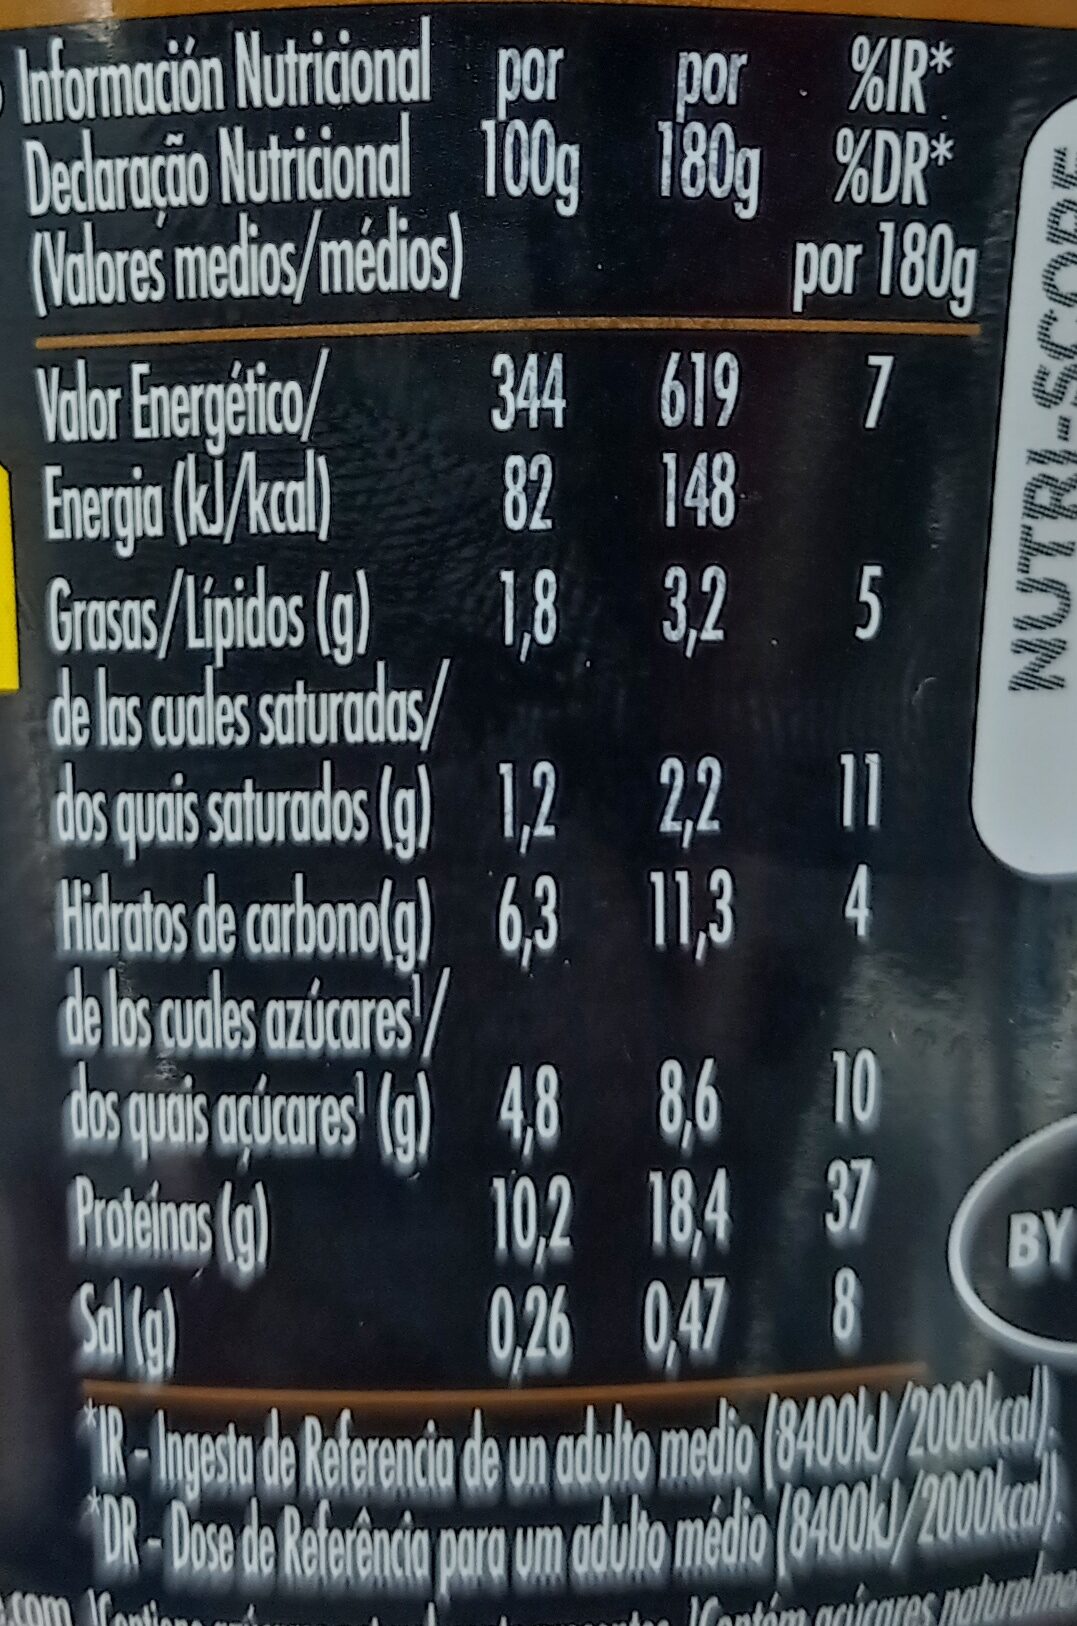 Información Nutricional por por %IR*
Declaração Nutricional 100g 180g %DR*
(Valores medios/médios) por 180g
Valor Energético/ 344 619 7
Energia (kJ/kcal) 82 148
Grasas/Lípidos (g) 1,8 3,2 5
de las cuales saturadas/
dos quais saturados (g) 1,2 2,2 11
Hidratos de carbono(g) 6,3 11,3 4
de los cuales azúcares¹/
dos quais açúcares¹ (g) 4,8 8,6 10
Proteínas (g) 10,2 18,4 37
Sal (g) 0,26 0,47 8
*IR - Ingesta de Referencia de un adulto medio (8400kJ/2000kcal).
*DR - Dose de Referência para um adulto médio (8400kJ/2000kcal).
.com ¹Contém açúcares
NUTRI-SCORE
BY